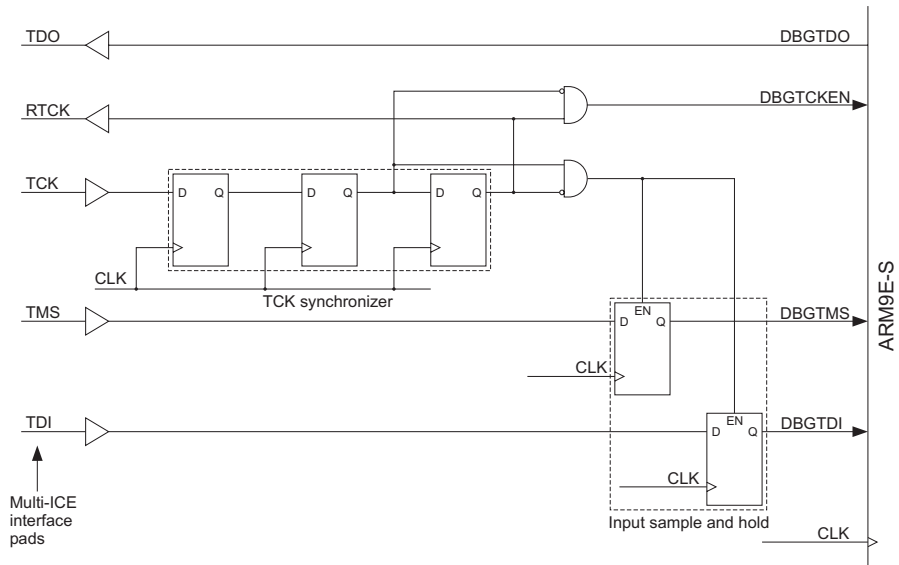 TDO
DBGTDO
RTCK
DBGTCKEN
TCK
D Q
D Q
D Q
CLK
TCK synchronizer
TMS
EN
D Q
DBGTMS
CLK
ARM9E-S
TDI
EN
D Q
DBGTDI
CLK
Multi-ICE
interface
pads
Input sample and hold
CLK